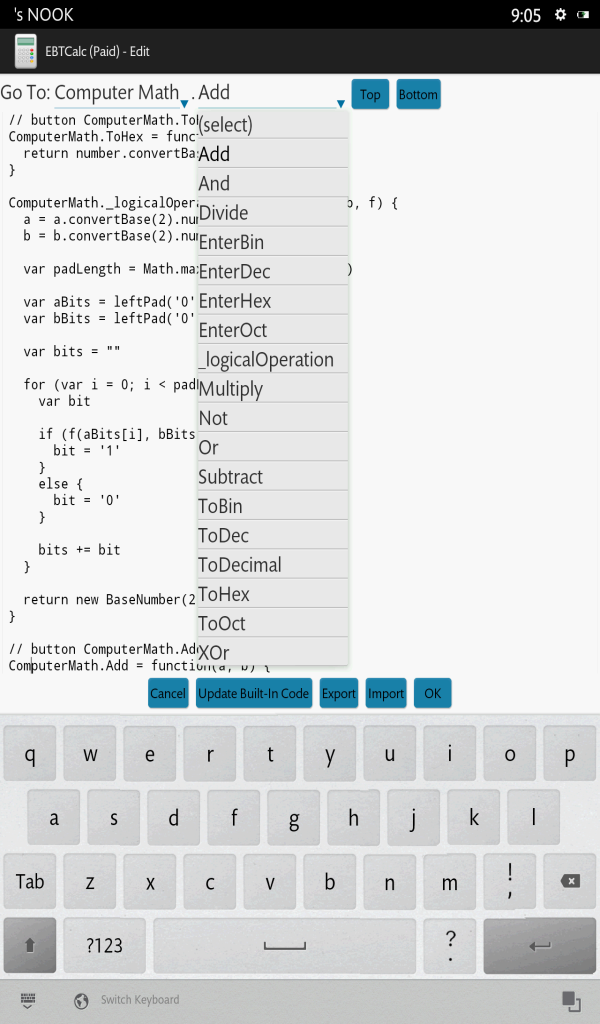 's NOOK 9:05
EBTCalc (Paid) - Edit
Go To: Computer Math . Add Top Bottom
(select)
Add
And
Divide
EnterBin
EnterDec
EnterHex
EnterOct
_logicalOperation
Multiply
Not
Or
Subtract
ToBin
ToDec
ToDecimal
ToHex
ToOct
XOr
// button ComputerMath.ToH
ComputerMath.ToHex = func
return number.convertBa
}
ComputerMath._logicalOper b, f) {
a = a.convertBase(2).nu
b = b.convertBase(2).nu
var padLength = Math.ma )
var aBits = leftPad('0'
var bBits = leftPad('0'
var bits = ""
for (var i = 0; i < pad
var bit
if (f(aBits[i], bBits
bit = '1'
}
else {
bit = '0'
}
bits += bit
}
return new BaseNumber(2
}
// button ComputerMath.Ad
ComputerMath.Add = function(a, b) {
Cancel Update Built-In Code Export Import OK
q w e r t y u i o p
a s d f g h j k l
Tab z x c v b n m ! ,
?123 ? .
Switch Keyboard